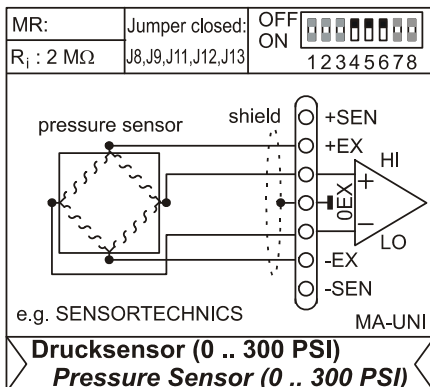 MR:
Jumper closed:
OFF
ON
Rᵢ : 2 MΩ
J8,J9,J11,J12,J13
12345678
pressure sensor
shield
+SEN
+EX
HI
+
0EX
–
LO
-EX
-SEN
e.g. SENSORTECHNICS
MA-UNI
Drucksensor (0 .. 300 PSI)
Pressure Sensor (0 .. 300 PSI)